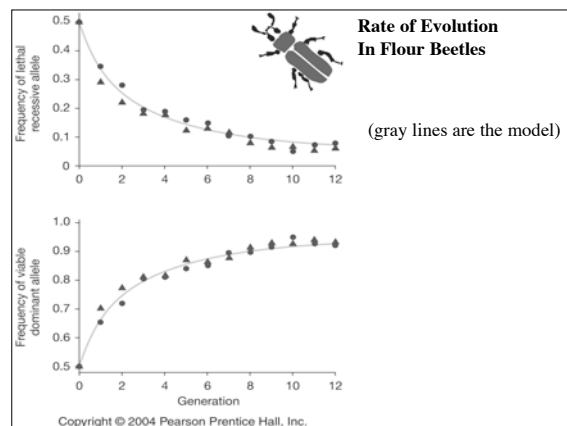 Rate of Evolution
In Flour Beetles
(gray lines are the model)
Frequency of lethal
recessive allele
0.5
0.4
0.3
0.2
0.1
0
0 2 4 6 8 10 12
Frequency of viable
dominant allele
1.0
0.9
0.8
0.7
0.6
0.5
0 2 4 6 8 10 12
Generation
Copyright © 2004 Pearson Prentice Hall, Inc.